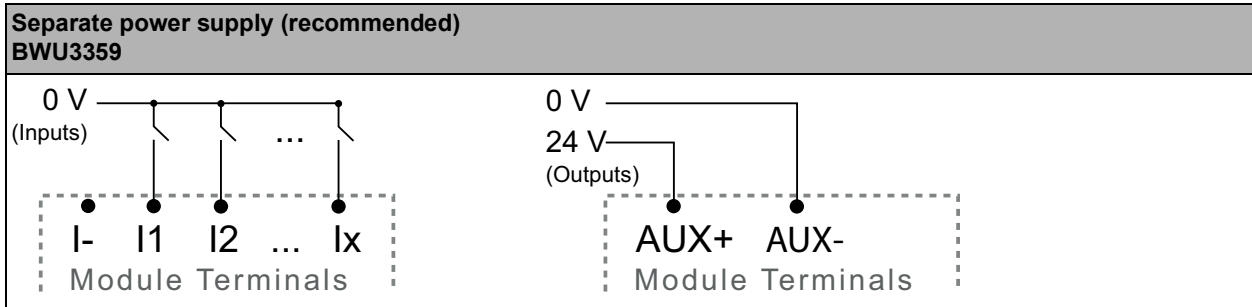 Separate power supply (recommended)
BWU3359
0 V
(Inputs)
...
I- I1 I2 ... Ix
Module Terminals
0 V
24 V
(Outputs)
AUX+ AUX-
Module Terminals